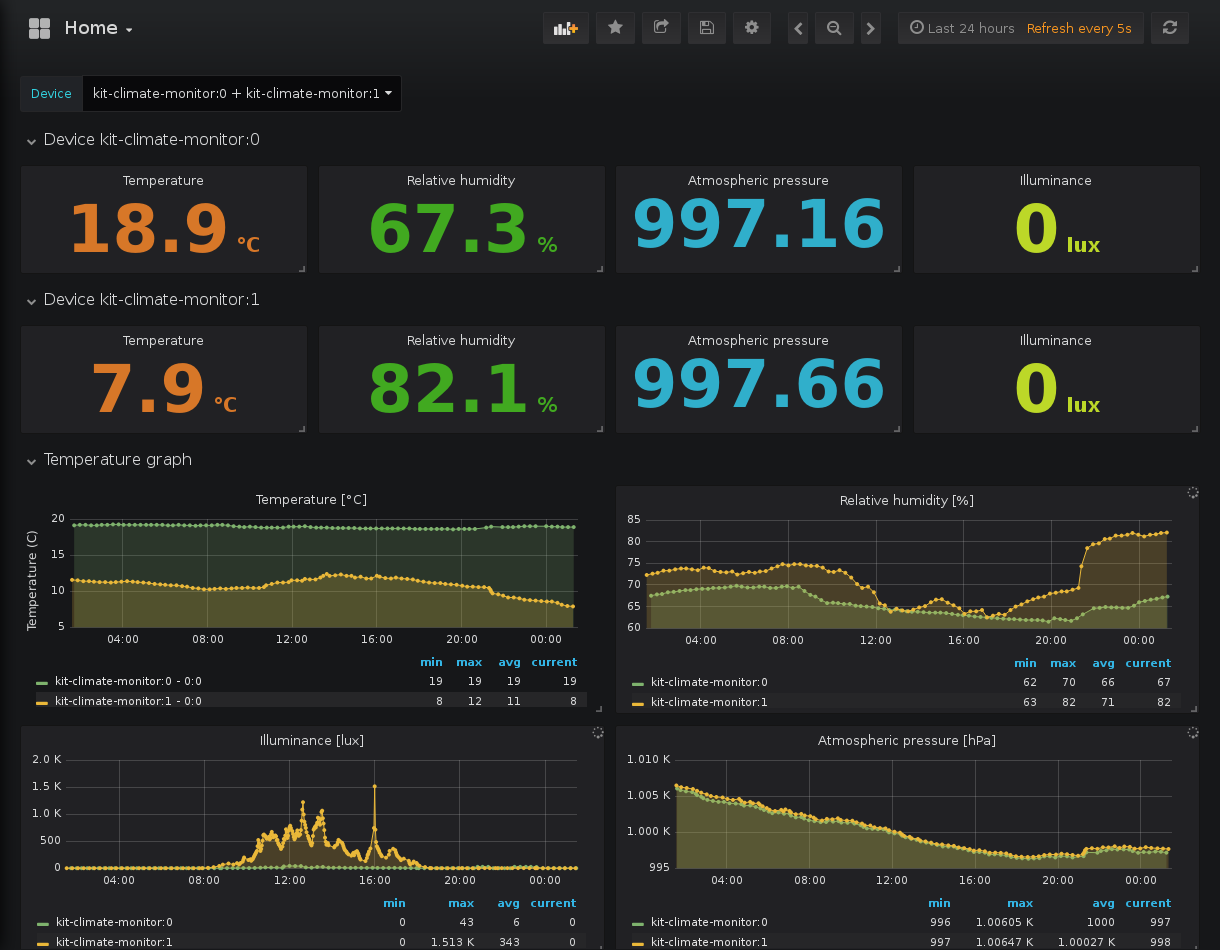 Home
Last 24 hours Refresh every 5s
Device kit-climate-monitor:0 + kit-climate-monitor:1
Device kit-climate-monitor:0
Temperature Relative humidity Atmospheric pressure Illuminance
18.9 °C 67.3 % 997.16 0 lux
Device kit-climate-monitor:1
Temperature Relative humidity Atmospheric pressure Illuminance
7.9 °C 82.1 % 997.66 0 lux
Temperature graph
Temperature [°C]
Temperature (C)
20
15
10
5
04:00 08:00 12:00 16:00 20:00 00:00
min max avg current
kit-climate-monitor:0 - 0:0 19 19 19 19
kit-climate-monitor:1 - 0:0 8 12 11 8
Relative humidity [%]
85
80
75
70
65
60
04:00 08:00 12:00 16:00 20:00 00:00
min max avg current
kit-climate-monitor:0 62 70 66 67
kit-climate-monitor:1 63 82 71 82
Illuminance [lux]
2.0 K
1.5 K
1.0 K
500
0
04:00 08:00 12:00 16:00 20:00 00:00
min max avg current
kit-climate-monitor:0 0 43 6 0
kit-climate-monitor:1 0 1.513 K 343 0
Atmospheric pressure [hPa]
1.010 K
1.005 K
1.000 K
995
04:00 08:00 12:00 16:00 20:00 00:00
min max avg current
kit-climate-monitor:0 996 1.00605 K 1000 997
kit-climate-monitor:1 997 1.00647 K 1.00027 K 998